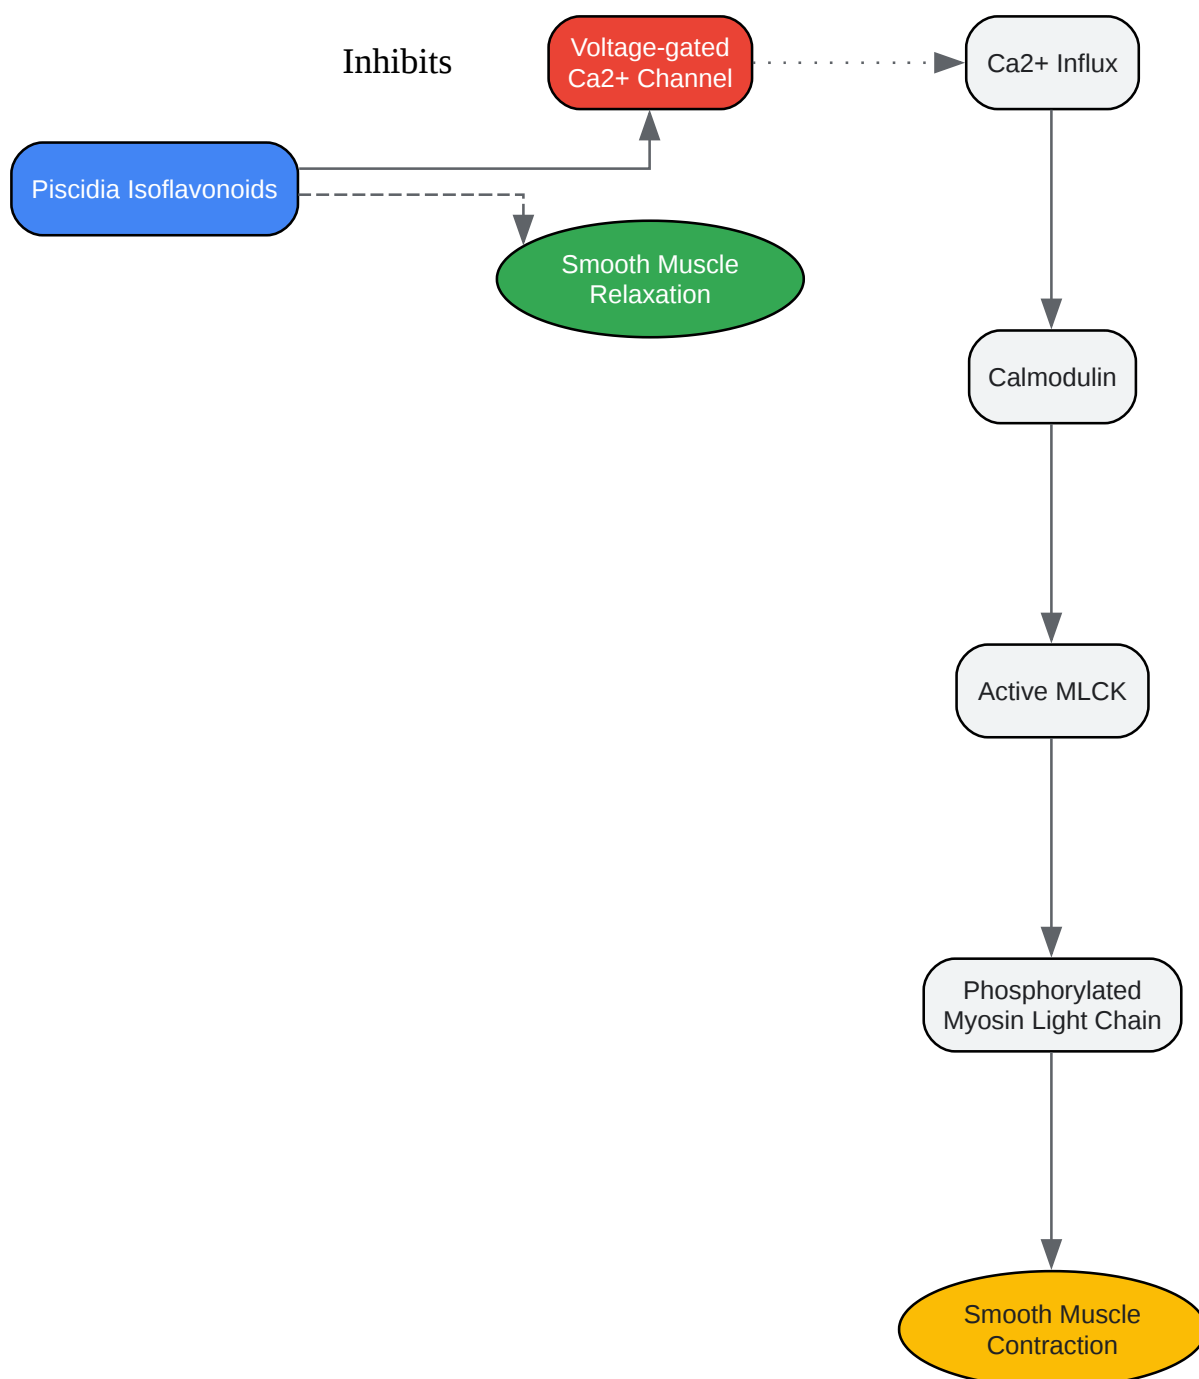 Inhibits
Voltage-gated
Ca2+ Channel
Ca2+ Influx
Piscidia Isoflavonoids
Smooth Muscle
Relaxation
Calmodulin
Active MLCK
Phosphorylated
Myosin Light Chain
Smooth Muscle
Contraction